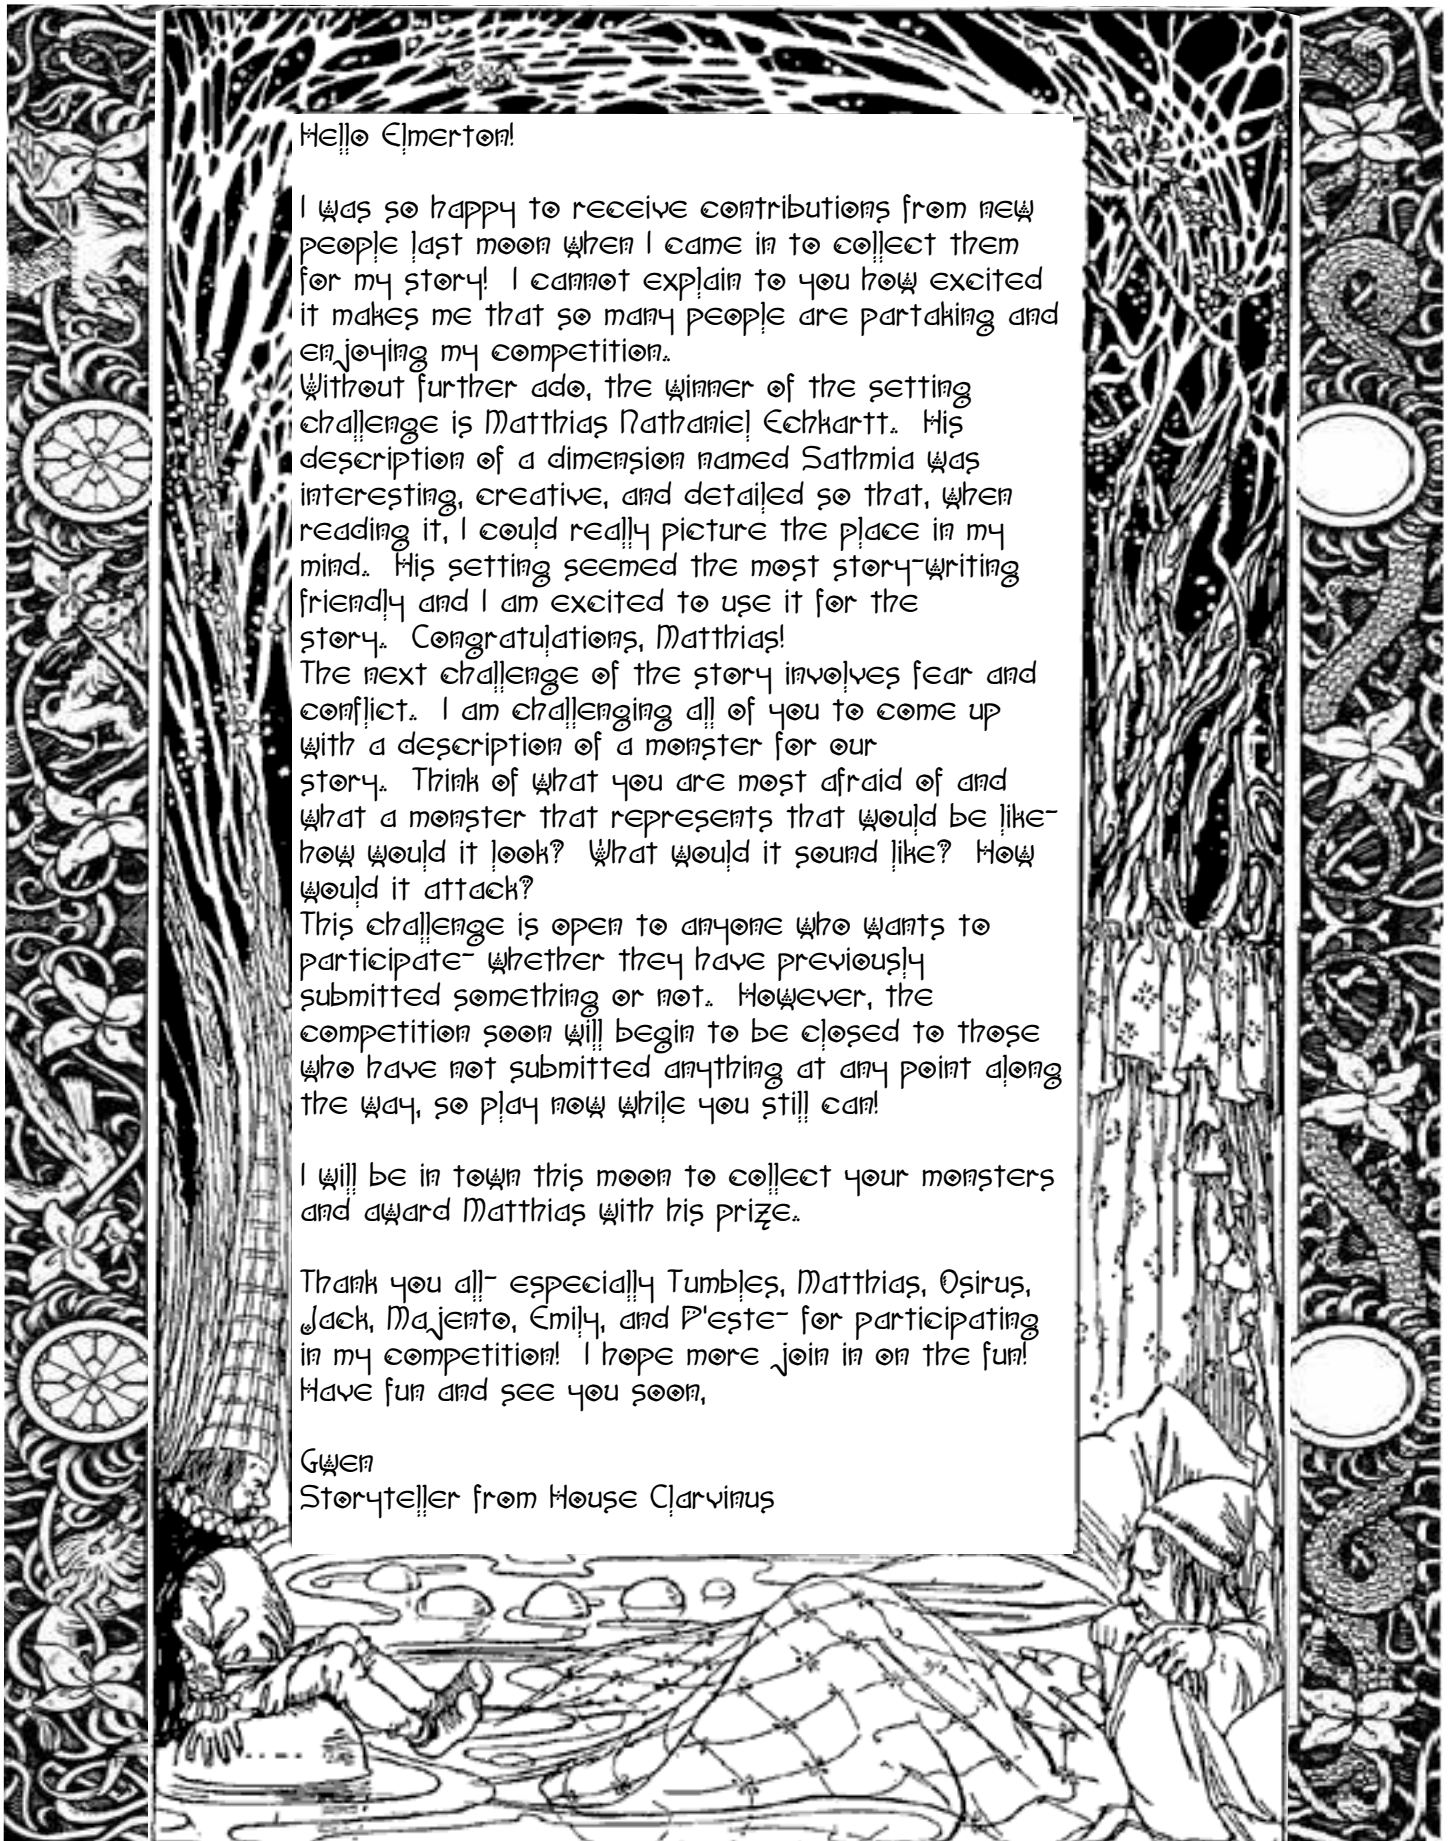 Hello Elmerton!
I was so happy to receive contributions from new
people last moon when I came in to collect them
for my story!  I cannot explain to you how excited
it makes me that so many people are partaking and
enjoying my competition.
Without further ado, the winner of the setting
challenge is Matthias Nathaniel Echkartt.  His
description of a dimension named Sathmia was
interesting, creative, and detailed so that, when
reading it, I could really picture the place in my
mind.  His setting seemed the most story-writing
friendly and I am excited to use it for the
story.  Congratulations, Matthias!
The next challenge of the story involves fear and
conflict.  I am challenging all of you to come up
with a description of a monster for our
story.  Think of what you are most afraid of and
what a monster that represents that would be like-
how would it look?  What would it sound like?  How
would it attack?
This challenge is open to anyone who wants to
participate- whether they have previously
submitted something or not.  However, the
competition soon will begin to be closed to those
who have not submitted anything at any point along
the way, so play now while you still can!
I will be in town this moon to collect your monsters
and award Matthias with his prize.
Thank you all- especially Tumbles, Matthias, Osirus,
Jack, Majento, Emily, and P'este- for participating
in my competition!  I hope more join in on the fun!
Have fun and see you soon,
Gwen
Storyteller from House Clarvinus